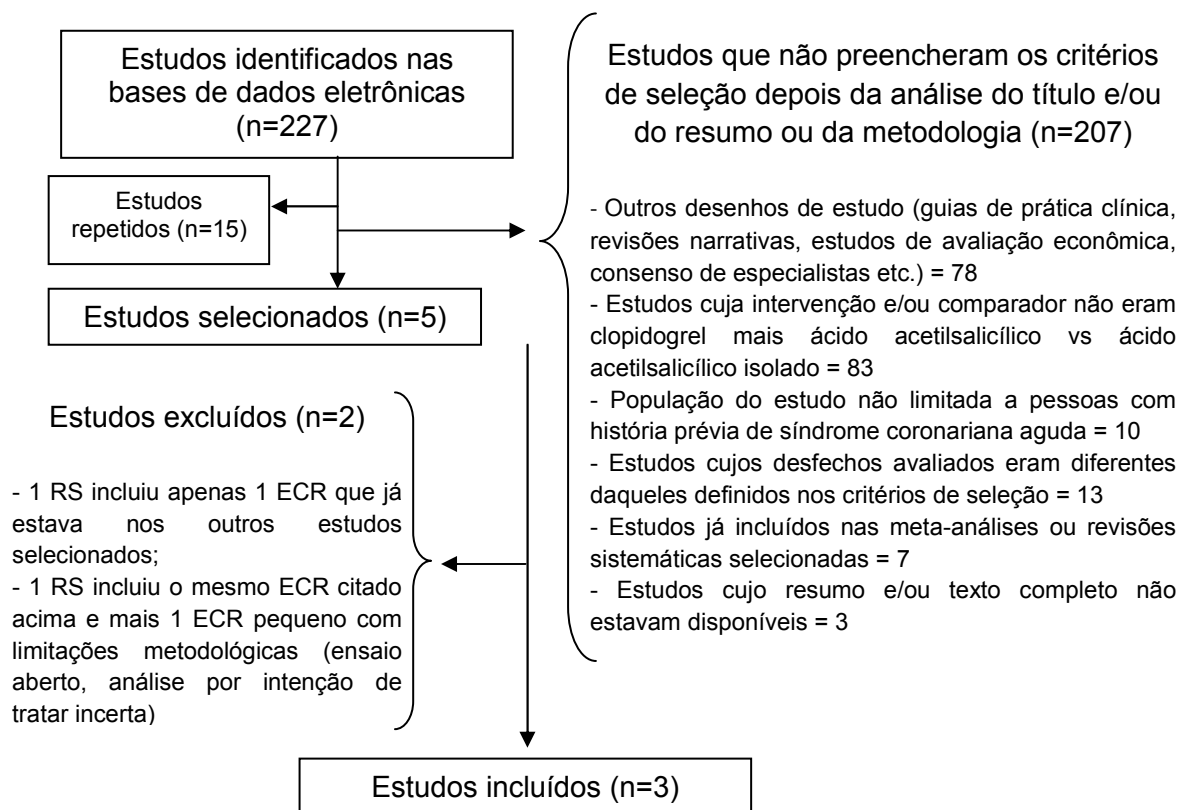 Estudos identificados nas
bases de dados eletrônicas
(n=227)
Estudos
repetidos (n=15)
Estudos selecionados (n=5)
Estudos que não preencheram os critérios
de seleção depois da análise do título e/ou
do resumo ou da metodologia (n=207)
- Outros desenhos de estudo (guias de prática clínica,
revisões narrativas, estudos de avaliação econômica,
consenso de especialistas etc.) = 78
- Estudos cuja intervenção e/ou comparador não eram
clopidogrel mais ácido acetilsalicílico vs ácido
acetilsalicílico isolado = 83
- População do estudo não limitada a pessoas com
história prévia de síndrome coronariana aguda = 10
- Estudos cujos desfechos avaliados eram diferentes
daqueles definidos nos critérios de seleção = 13
- Estudos já incluídos nas meta-análises ou revisões
sistemáticas selecionadas = 7
- Estudos cujo resumo e/ou texto completo não
estavam disponíveis = 3
Estudos excluídos (n=2)
- 1 RS incluiu apenas 1 ECR que já
estava nos outros estudos
selecionados;
- 1 RS incluiu o mesmo ECR citado
acima e mais 1 ECR pequeno com
limitações metodológicas (ensaio
aberto, análise por intenção de
tratar incerta)
Estudos incluídos (n=3)